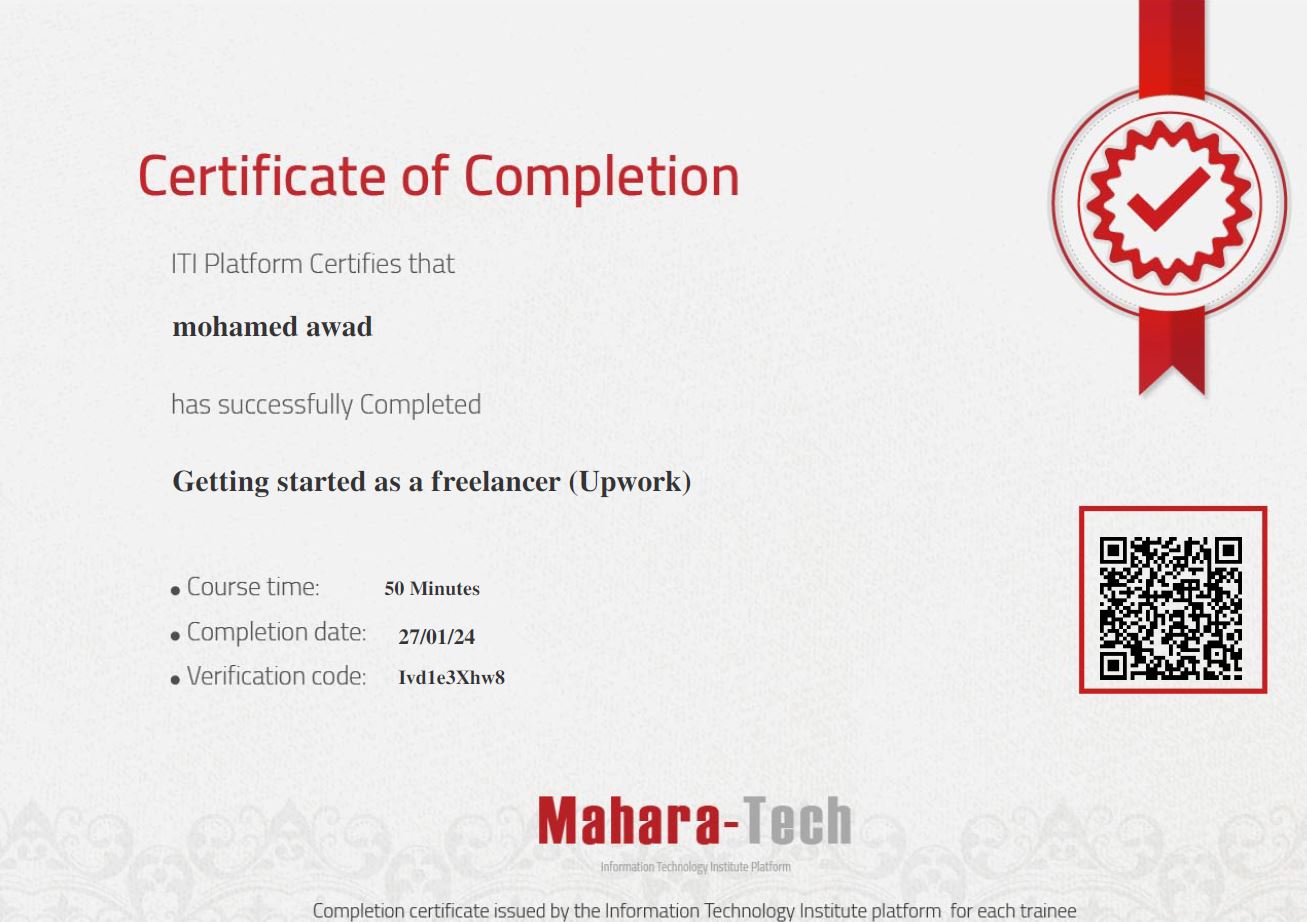 Certificate of Completion
ITI Platform Certifies that
mohamed awad
has successfully Completed
Getting started as a freelancer (Upwork)
• Course time: 50 Minutes
• Completion date: 27/01/24
• Verification code: Ivd1e3Xhw8
Mahara-Tech
Information Technology Institute Platform
Completion certificate issued by the Information Technology Institute platform for each trainee